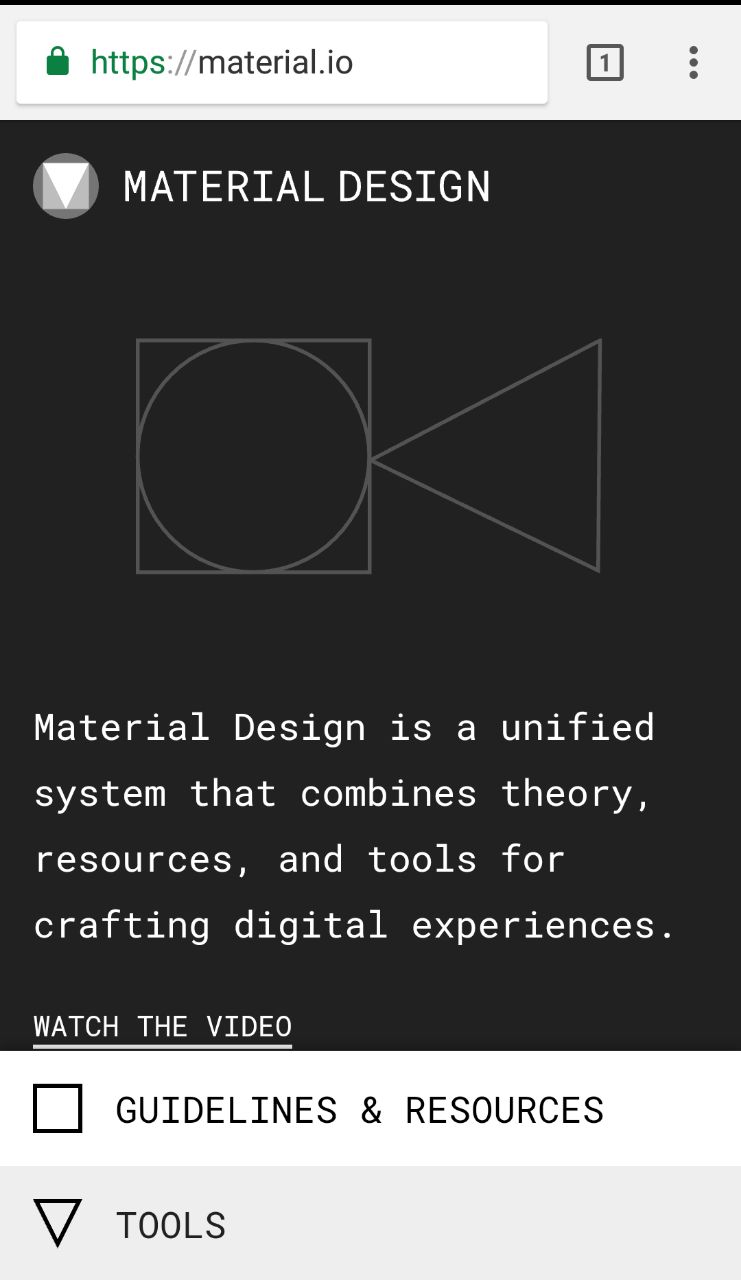 https://material.io
1
MATERIAL DESIGN
Material Design is a unified
system that combines theory,
resources, and tools for
crafting digital experiences.
WATCH THE VIDEO
GUIDELINES & RESOURCES
TOOLS